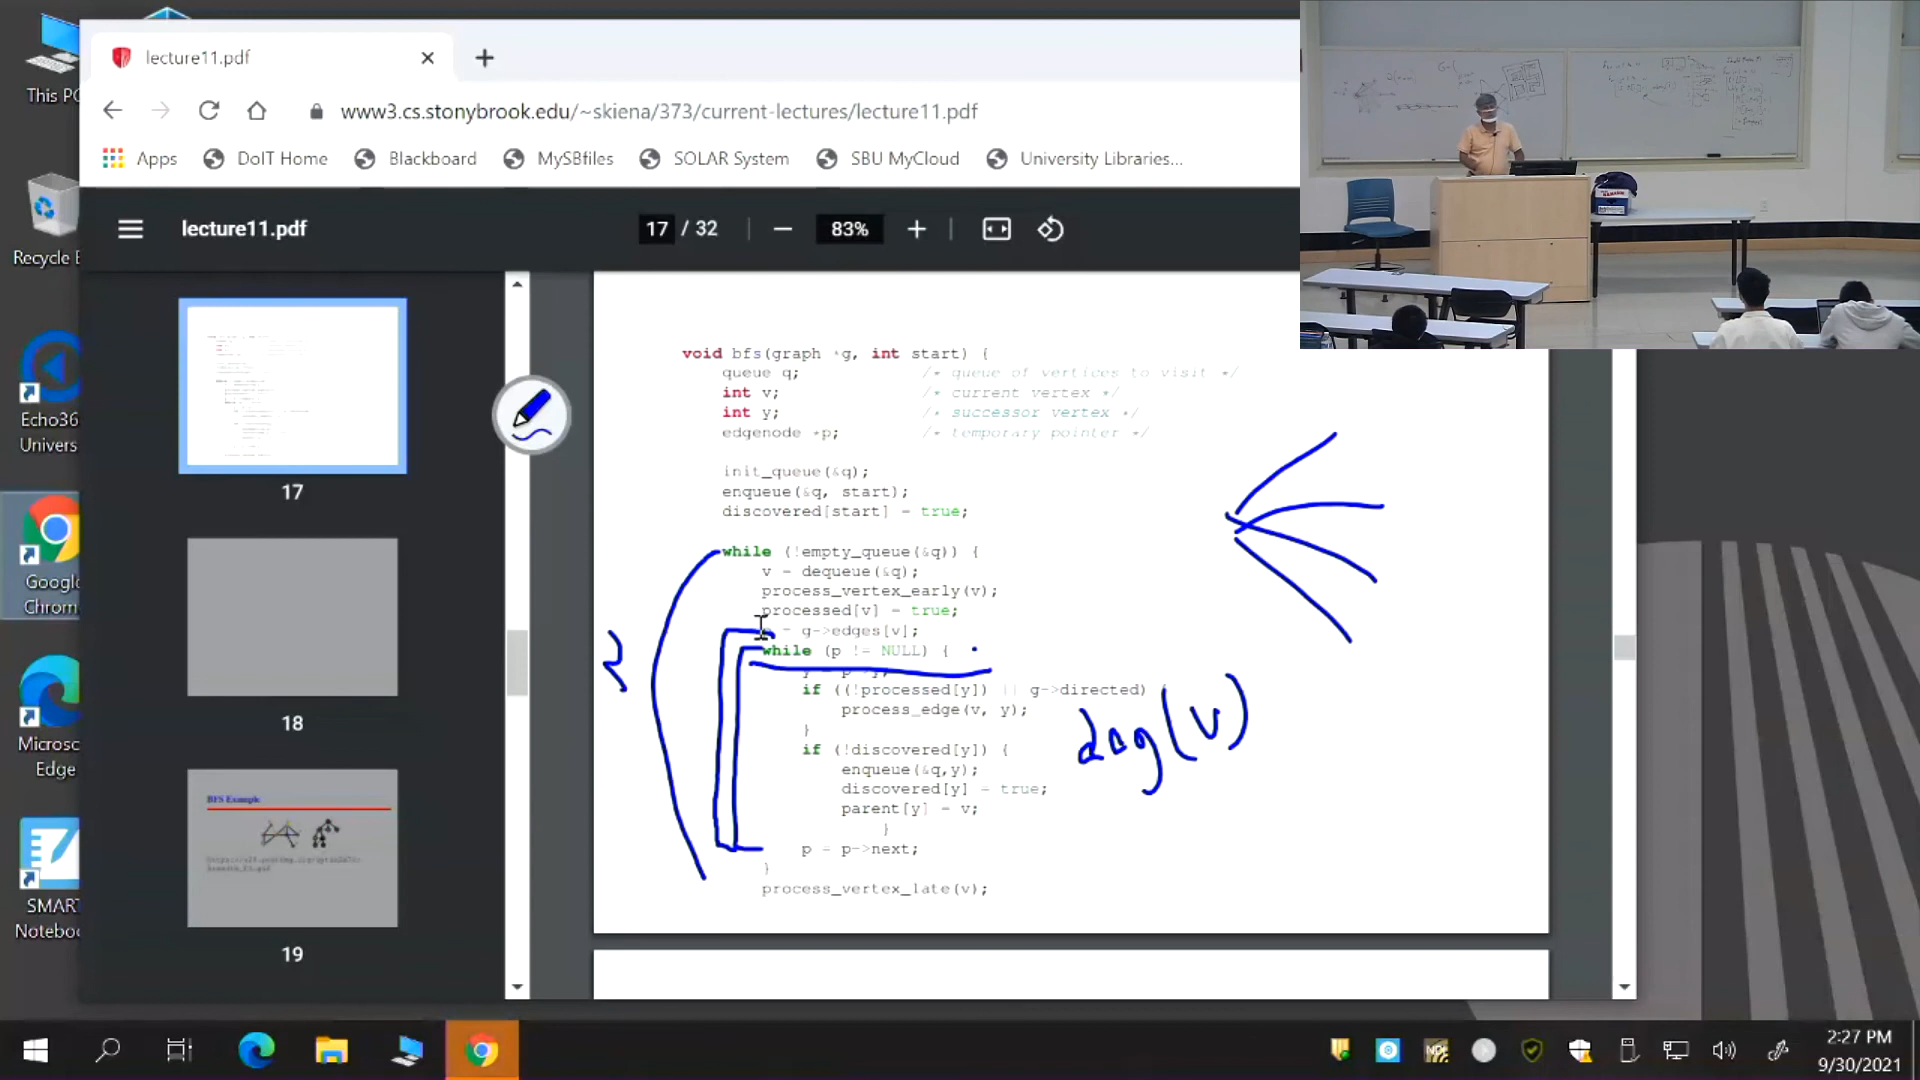 This PC
Recycle B
Echo36
Univers
Google
Chrom
Microsc
Edge
SMART
Notebo
lecture11.pdf
www3.cs.stonybrook.edu/~skiena/373/current-lectures/lecture11.pdf
Apps DoIT Home Blackboard MySBfiles SOLAR System SBU MyCloud University Libraries...
lecture11.pdf 17 / 32 83%
17
18
BFS Example
19
void bfs(graph *g, int start) {
queue q; /* queue of vertices to visit */
int v; /* current vertex */
int y; /* successor vertex */
edgenode *p; /* temporary pointer */
init_queue(&q);
enqueue(&q, start);
discovered[start] = true;
while (!empty_queue(&q)) {
v = dequeue(&q);
process_vertex_early(v);
processed[v] = true;
= g->edges[v];
while (p != NULL) {
if ((!processed[y]) || g->directed) {
process_edge(v, y);
}
if (!discovered[y]) {
enqueue(&q,y);
discovered[y] = true;
parent[y] = v;
}
p = p->next;
}
process_vertex_late(v);
deg(v)
2:27 PM
9/30/2021